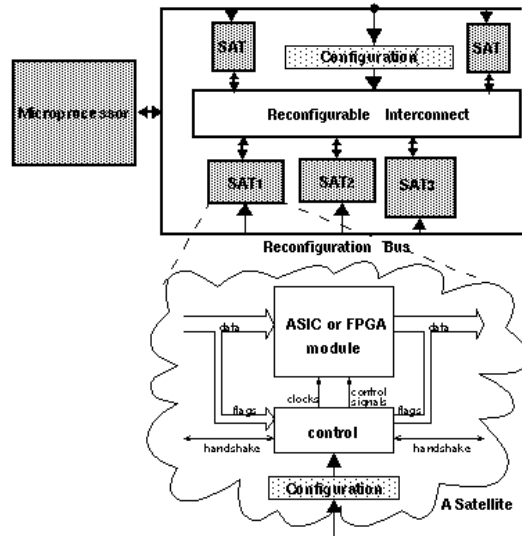 SAT
SAT
Configuration
Microprocessor
Reconfigurable Interconnect
SAT1
SAT2
SAT3
Reconfiguration Bus
data
ASIC or FPGA
module
data
clocks
control
signals
flags
flags
control
handshake
handshake
Configuration
A Satellite